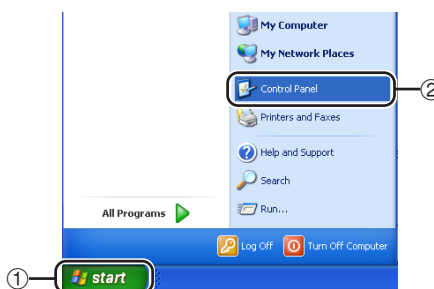 My Computer
My Network Places
Control Panel
②
Printers and Faxes
Help and Support
Search
Run...
All Programs
Log Off
Turn Off Computer
①
start